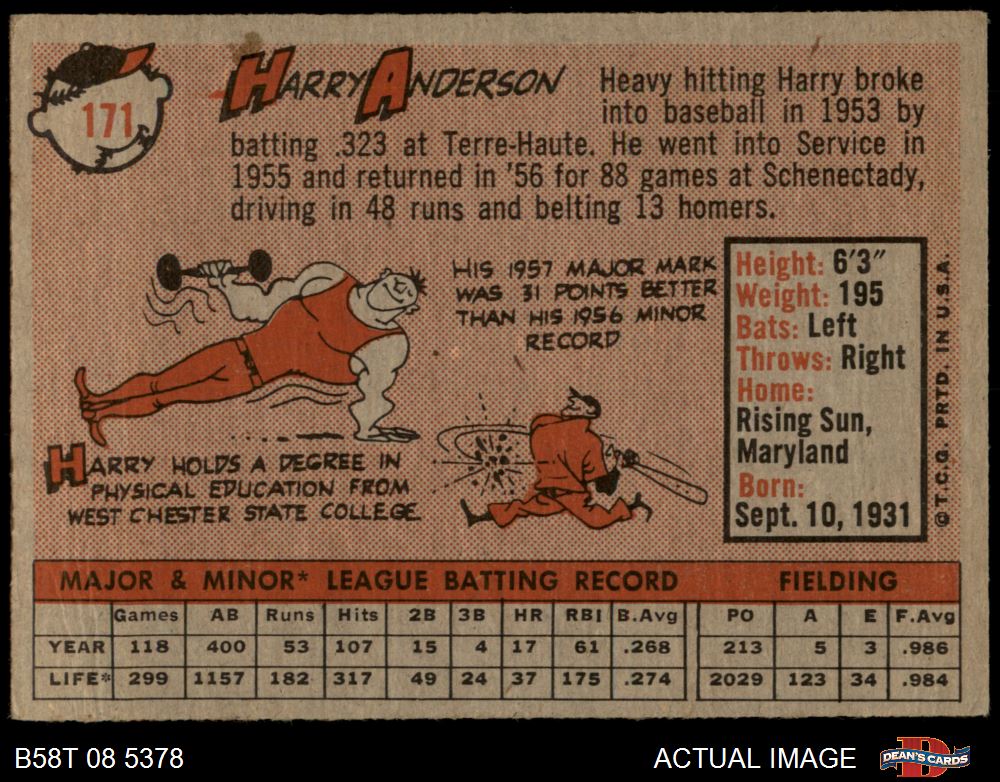 171
HARRY ANDERSON
Heavy hitting Harry broke
into baseball in 1953 by
batting .323 at Terre-Haute. He went into Service in
1955 and returned in '56 for 88 games at Schenectady,
driving in 48 runs and belting 13 homers.
HIS 1957 MAJOR MARK
WAS 31 POINTS BETTER
THAN HIS 1956 MINOR
RECORD
HARRY HOLDS A DEGREE IN
PHYSICAL EDUCATION FROM
WEST CHESTER STATE COLLEGE
Height: 6'3"
Weight: 195
Bats: Left
Throws: Right
Home:
Rising Sun,
Maryland
Born:
Sept. 10, 1931
© T.C.G. PRTD. IN U.S.A.
MAJOR & MINOR* LEAGUE BATTING RECORD FIELDING
Games AB Runs Hits 2B 3B HR RBI B.Avg PO A E F.Avg
YEAR 118 400 53 107 15 4 17 61 .268 213 5 3 .986
LIFE* 299 1157 182 317 49 24 37 175 .274 2029 123 34 .984
B58T 08 5378 ACTUAL IMAGE DEAN'S CARDS